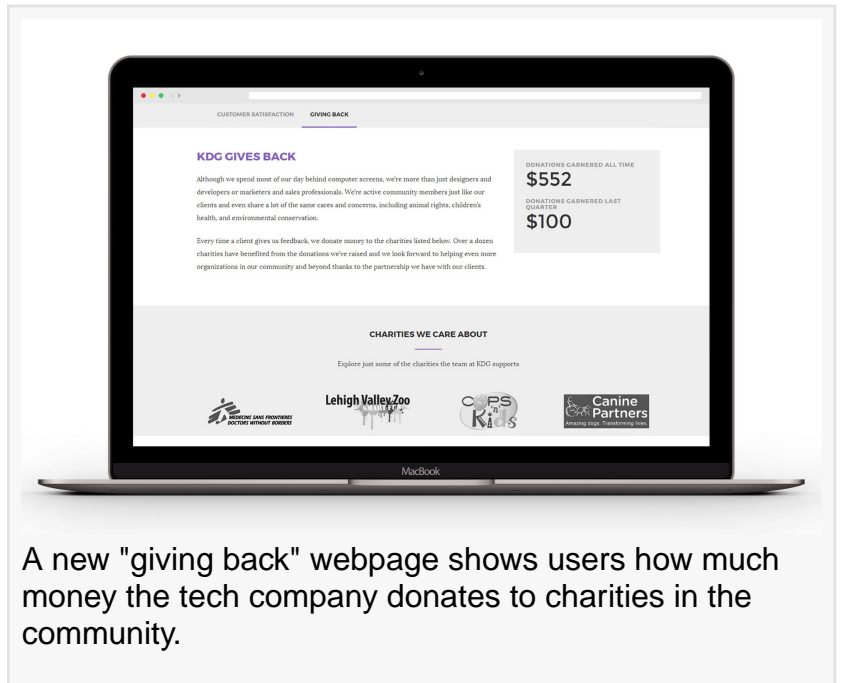 CUSTOMER SATISFACTION GIVING BACK
KDG GIVES BACK
Although we spend most of our day behind computer screens, we're more than just designers and
developers or marketers and sales professionals. We're active community members just like our
clients and even share a lot of the same cares and concerns, including animal rights, children's
health, and environmental conservation.
Every time a client gives us feedback, we donate money to the charities listed below. Over a dozen
charities have benefited from the donations we've raised and we look forward to helping even more
organizations in our community and beyond thanks to the partnership we have with our clients.
DONATIONS GARNERED ALL TIME
$552
DONATIONS GARNERED LAST
QUARTER
$100
CHARITIES WE CARE ABOUT
Explore just some of the charities the team at KDG supports
MEDECINS SANS FRONTIERES
DOCTORS WITHOUT BORDERS
Lehigh Valley Zoo
SMART FU
COPS
'n'
Kids
Canine
Partners
Amazing dogs. Transforming lives.
MacBook
A new "giving back" webpage shows users how much
money the tech company donates to charities in the
community.